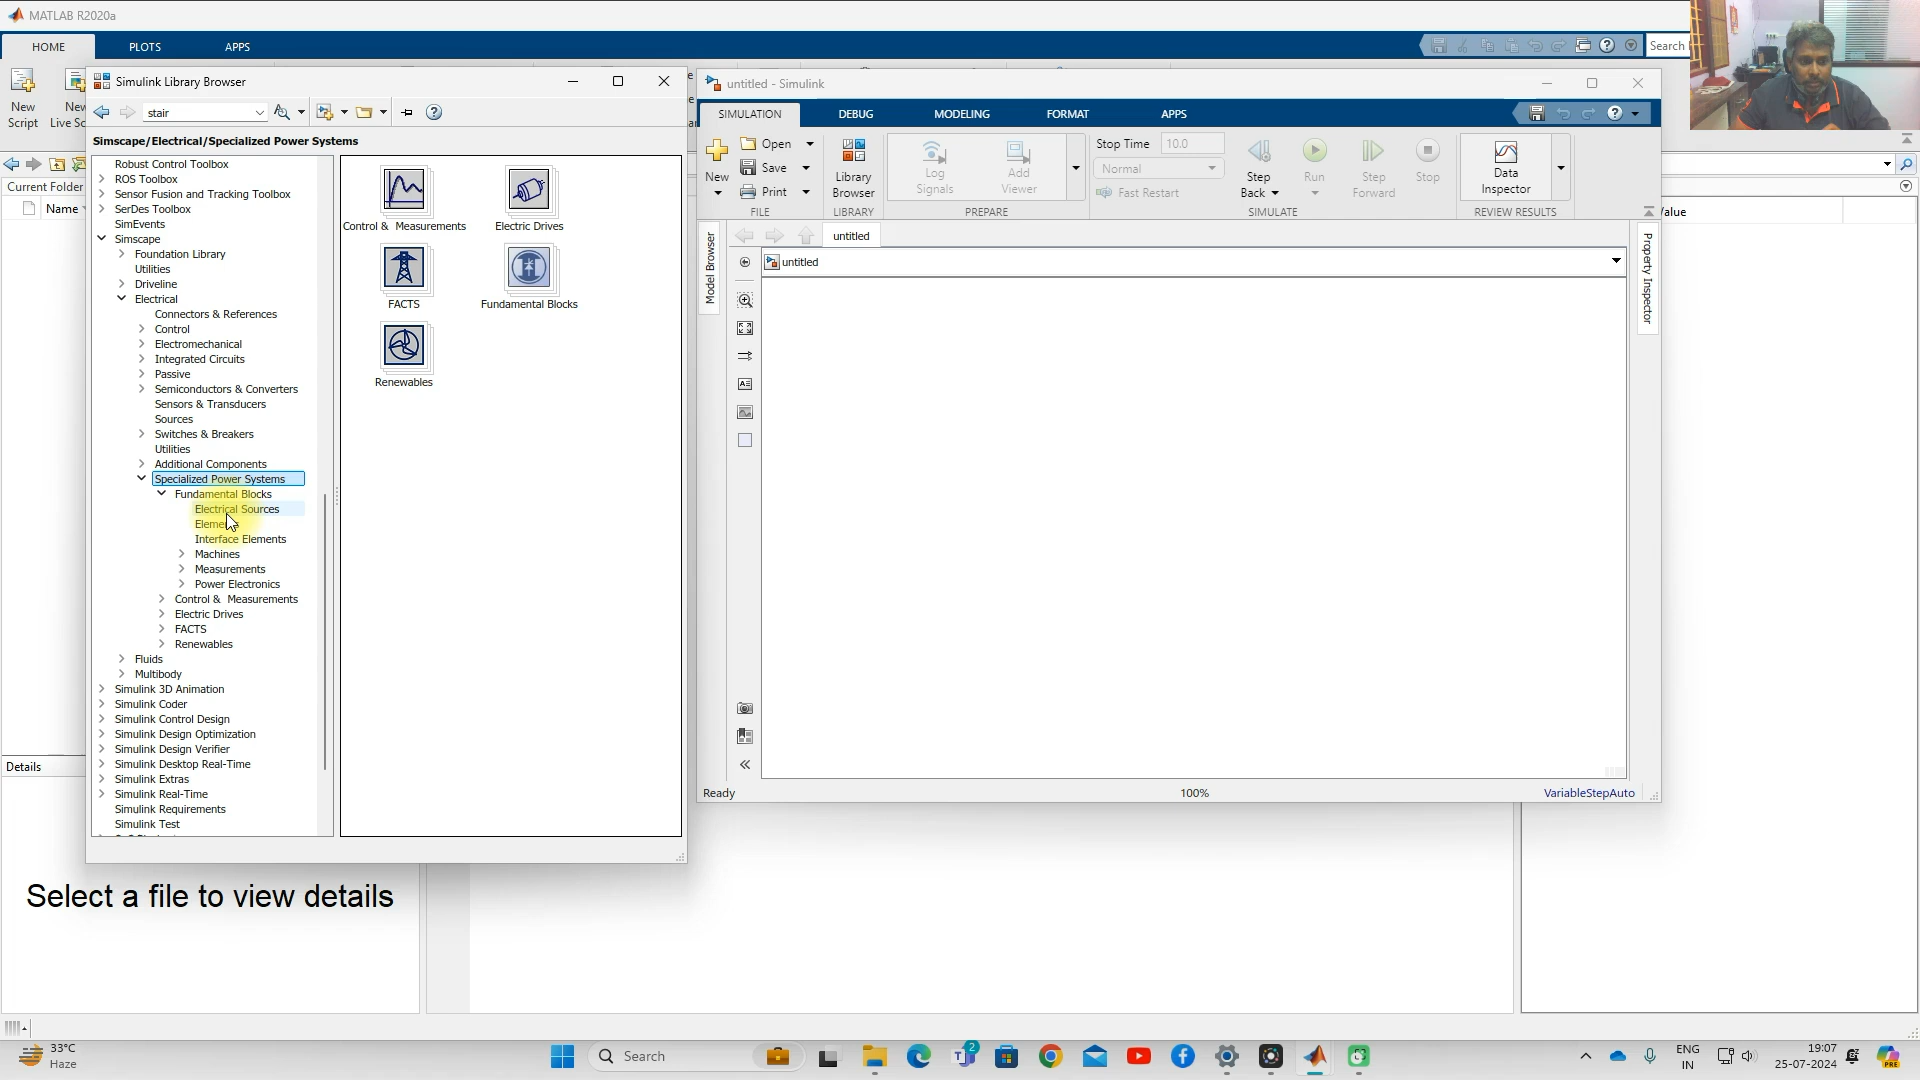 MATLAB R2020a
HOME
PLOTS
APPS
Search
New
Script
New
Live Sc
Current Folder
Name
Value
Details
Select a file to view details
Simulink Library Browser
stair
Simscape/Electrical/Specialized Power Systems
Robust Control Toolbox
ROS Toolbox
Sensor Fusion and Tracking Toolbox
SerDes Toolbox
SimEvents
Simscape
Foundation Library
Utilities
Driveline
Electrical
Connectors & References
Control
Electromechanical
Integrated Circuits
Passive
Semiconductors & Converters
Sensors & Transducers
Sources
Switches & Breakers
Utilities
Additional Components
Specialized Power Systems
Fundamental Blocks
Electrical Sources
Elements
Interface Elements
Machines
Measurements
Power Electronics
Control & Measurements
Electric Drives
FACTS
Renewables
Fluids
Multibody
Simulink 3D Animation
Simulink Coder
Simulink Control Design
Simulink Design Optimization
Simulink Design Verifier
Simulink Desktop Real-Time
Simulink Extras
Simulink Real-Time
Simulink Requirements
Simulink Test
Control & Measurements
Electric Drives
FACTS
Fundamental Blocks
Renewables
untitled - Simulink
SIMULATION
DEBUG
MODELING
FORMAT
APPS
New
Open
Save
Print
FILE
Library
Browser
LIBRARY
Log
Signals
Add
Viewer
PREPARE
Stop Time 10.0
Normal
Fast Restart
Step
Back
Run
Step
Forward
Stop
SIMULATE
Data
Inspector
REVIEW RESULTS
Model Browser
untitled
untitled
Property Inspector
Ready
100%
VariableStepAuto
33°C
Haze
Search
2
ENG
IN
19:07
25-07-2024
PRE